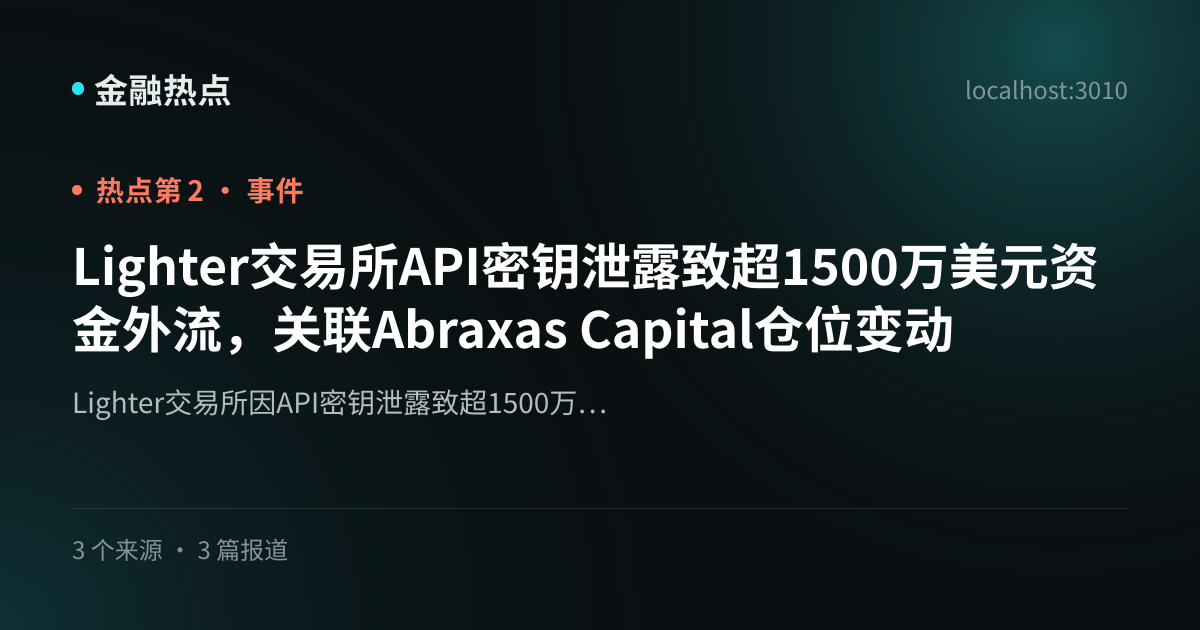 金融热点
localhost:3010
热点第 2 · 事件
Lighter交易所API密钥泄露致超1500万美元资
金外流，关联Abraxas Capital仓位变动
Lighter交易所因API密钥泄露致超1500万…
3 个来源 · 3 篇报道